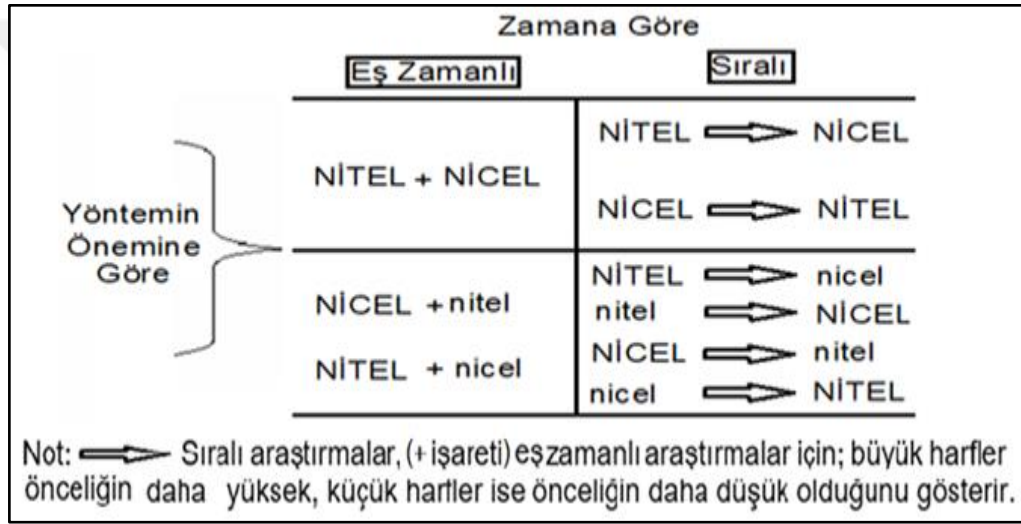 Zamana Göre
Eş Zamanlı
Sıralı
NİTEL NİCEL
NİTEL + NİCEL
NİCEL NİTEL
Yöntemin
Önemine
Göre
NİTEL nicel
NİCEL + nitel
nitel NİCEL
NİCEL nitel
NİTEL + nicel
nicel NİTEL
Not: Sıralı araştırmalar, (+ işareti) eş zamanlı araştırmalar için; büyük harfler
önceliğin daha yüksek, küçük harfler ise önceliğin daha düşük olduğunu gösterir.